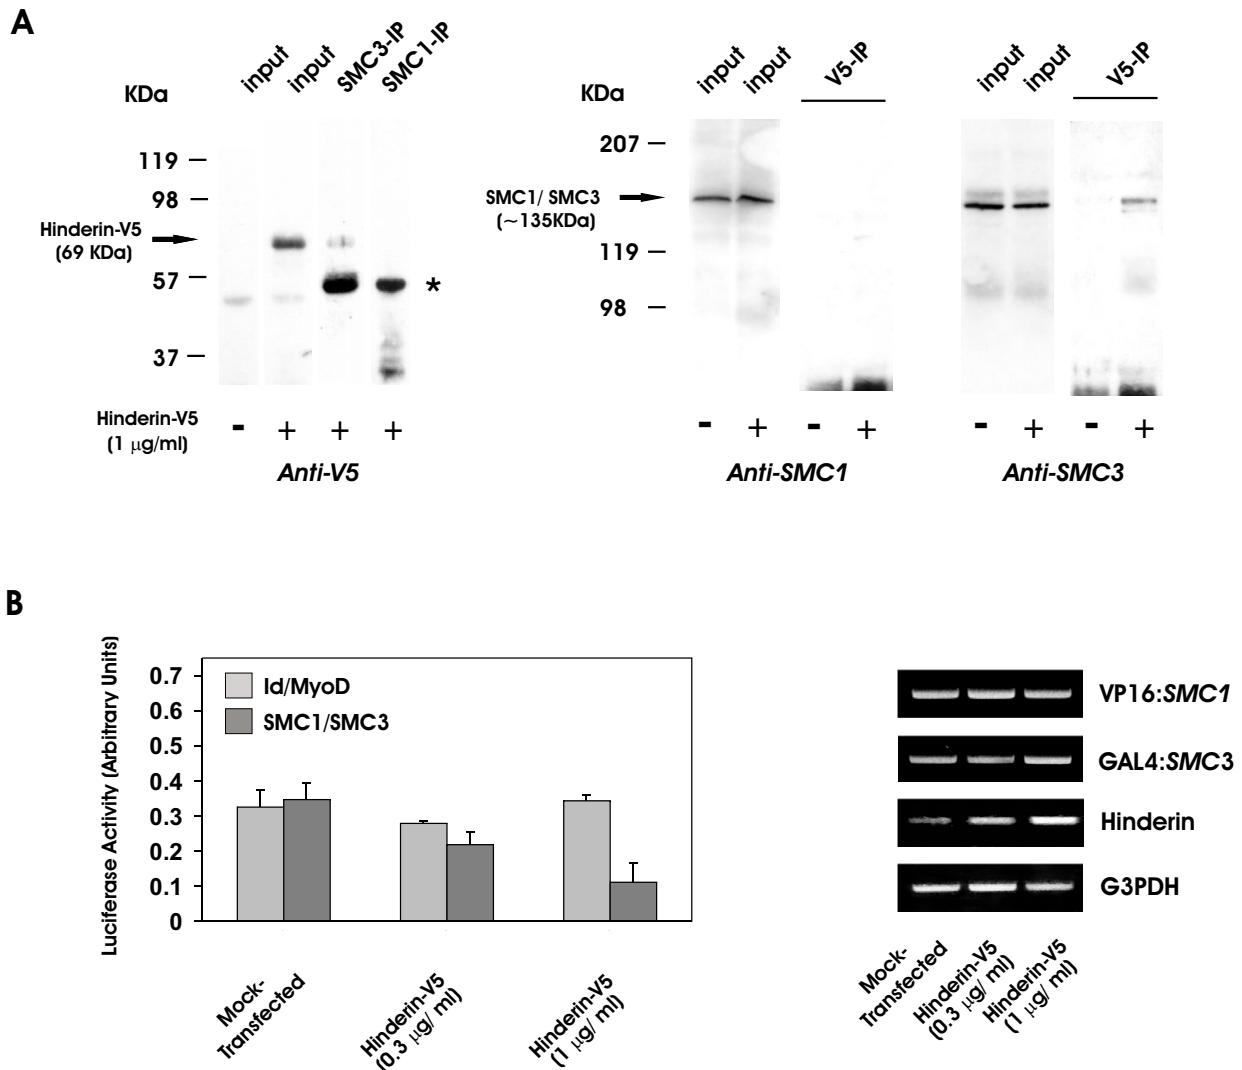 A
input
input
SMC3-IP
SMC1-IP
KDa
119
98
Hinderin-V5
(69 KDa)
57
*
37
Hinderin-V5
(1 μg/ml)
- + + +
Anti-V5
input
input
V5-IP
KDa
207
SMC1/ SMC3
(~135KDa)
119
98
- + - +
Anti-SMC1
input
input
V5-IP
- + - +
Anti-SMC3
B
Luciferase Activity (Arbitrary Units)
0.7
0.6
0.5
0.4
0.3
0.2
0.1
0
Id/MyoD
SMC1/SMC3
Mock-
Transfected
Hinderin-V5
(0.3 μg/ ml)
Hinderin-V5
(1 μg/ ml)
VP16:SMC1
GAL4:SMC3
Hinderin
G3PDH
Mock-
Transfected
Hinderin-V5
(0.3 μg/ ml)
Hinderin-V5
(1 μg/ ml)